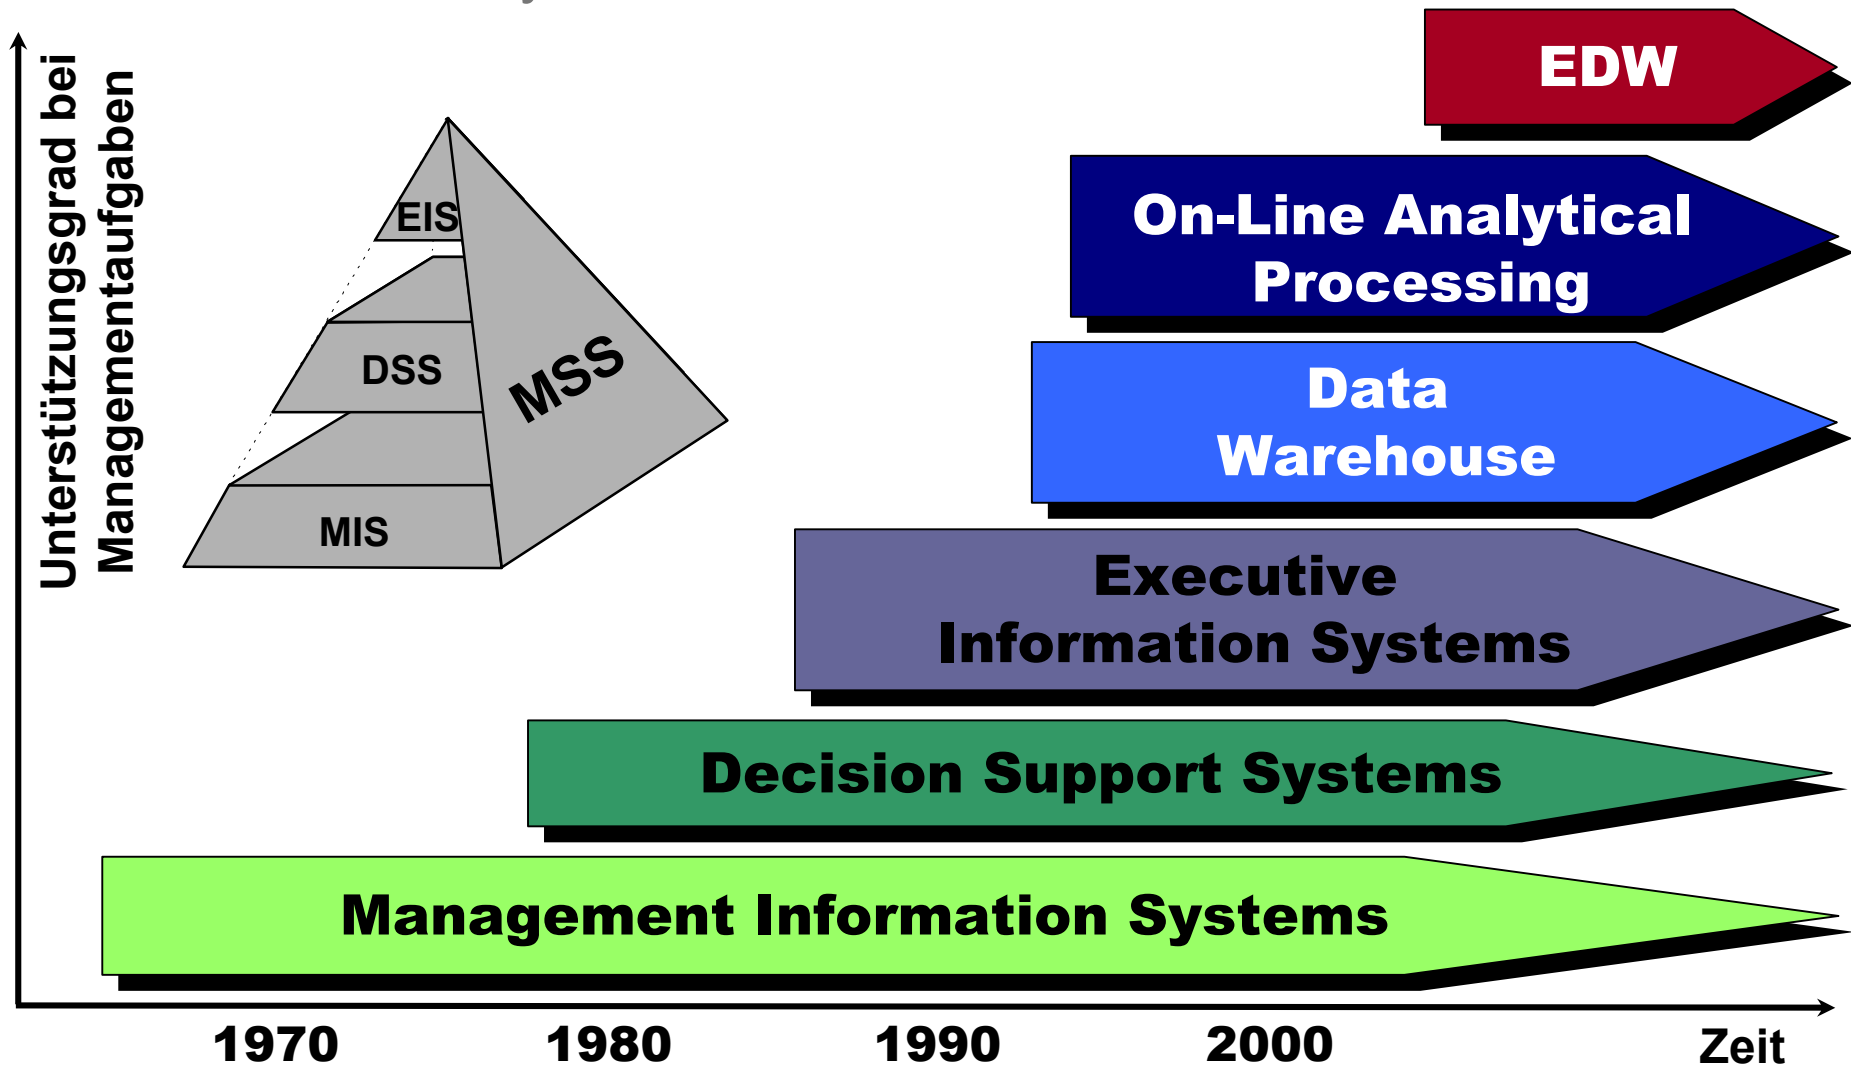 Unterstützungsgrad bei
Managementaufgaben
EIS
DSS
MIS
MSS
EDW
On-Line Analytical
Processing
Data
Warehouse
Executive
Information Systems
Decision Support Systems
Management Information Systems
1970
1980
1990
2000
Zeit